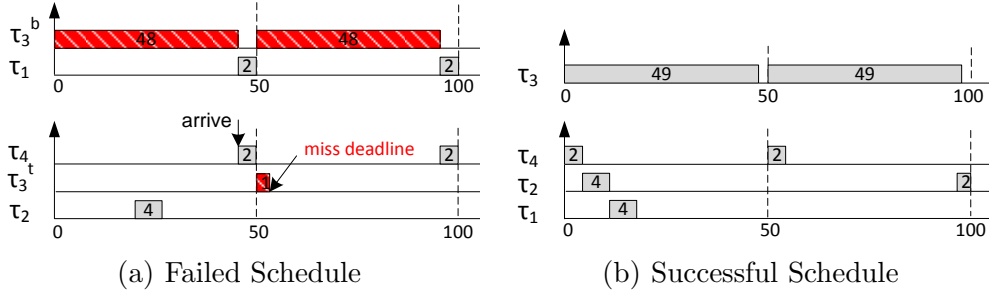 τ₃ᵇ 48 48
τ₁ 2 2
0 50 100
arrive
τ₄ 2 2
miss deadline
τ₃ᵗ 1
τ₂ 4
0 50 100
(a) Failed Schedule
τ₃ 49 49
0 50 100
τ₄ 2 2
τ₂ 4 2
τ₁ 4
0 50 100
(b) Successful Schedule